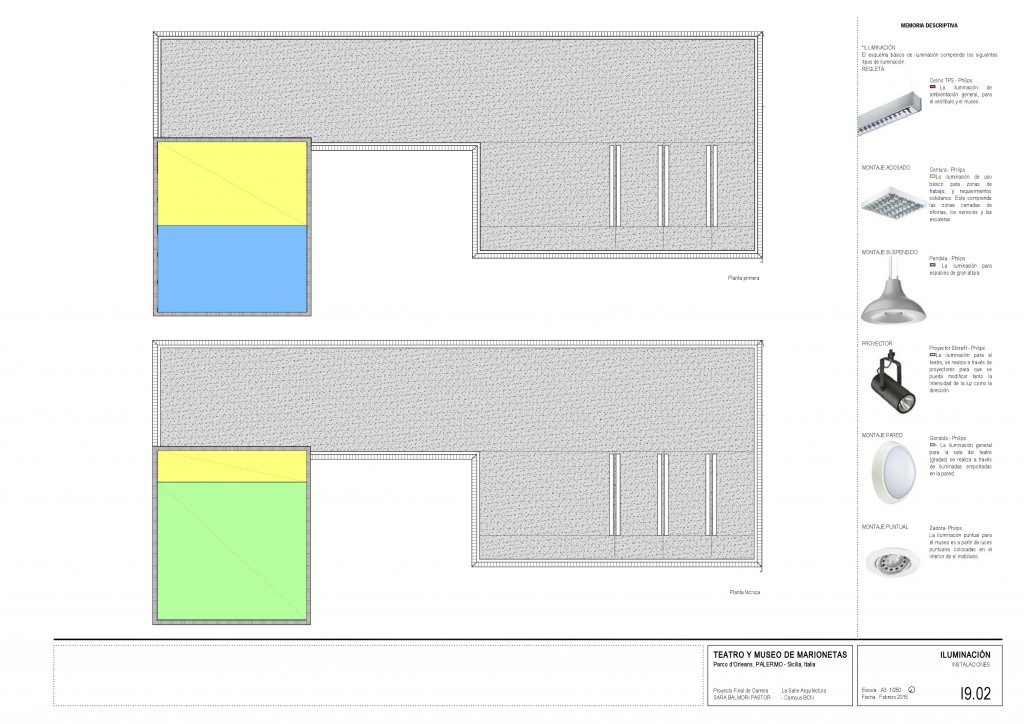 MEMORIA DESCRIPTIVA
*ILUMINACIÓN
El esquema básico de iluminación comprende los siguientes
tipos de iluminación:
REGLETA
Celino TPS - Philips
La iluminación de
ambientación general, para
el vestíbulo y el museo.
MONTAJE ADOSADO
Centura - Philips
La iluminación de uso
básico para zonas de
trabajo, y requerimientos
cotidianos. Esta comprende
las zonas cerradas de
oficinas, los servicios y las
escaleras.
MONTAJE SUSPENDIDO
Pendola - Philips
La iluminación para
espacios de gran altura.
Planta primera
PROYECTOR
Proyector StoreFit - Philips
La iluminación para el
teatro, se realiza a través de
proyectores para que se
pueda modificar tanto la
intensidad de la luz como la
dirección.
MONTAJE PARED
Gondola - Philips
La iluminación general
para la sala del teatro
(gradas) se realiza a través
de iluminadas empotradas
en la pared.
MONTAJE PUNTUAL
Zadora- Philips
La iluminación puntual para
el museo es a partir de luces
puntuales colocadas en el
interior de el mobiliario.
Planta técnica
TEATRO Y MUSEO DE MARIONETAS
Parco d'Orleans, PALERMO - Sicilia, Italia
Proyecto Final de Carrera La Salle Arquitectura
SARA BALMORI PASTOR - Campus BCN
ILUMINACIÓN
INSTALACIONES
Escala A3 1/250
Fecha Febrero 2015
I9.02